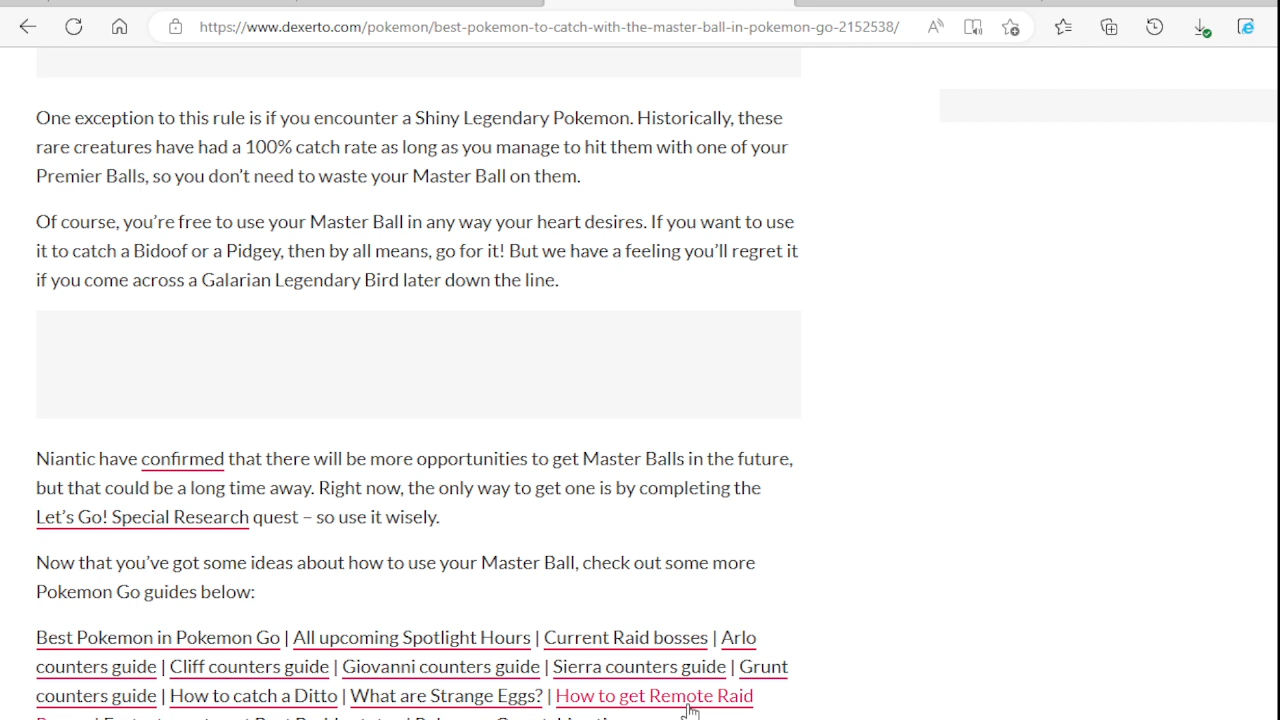 https://www.dexerto.com/pokemon/best-pokemon-to-catch-with-the-master-ball-in-pokemon-go-2152538/
One exception to this rule is if you encounter a Shiny Legendary Pokemon. Historically, these
rare creatures have had a 100% catch rate as long as you manage to hit them with one of your
Premier Balls, so you don’t need to waste your Master Ball on them.
Of course, you’re free to use your Master Ball in any way your heart desires. If you want to use
it to catch a Bidoof or a Pidgey, then by all means, go for it! But we have a feeling you’ll regret it
if you come across a Galarian Legendary Bird later down the line.
Niantic have confirmed that there will be more opportunities to get Master Balls in the future,
but that could be a long time away. Right now, the only way to get one is by completing the
Let’s Go! Special Research quest – so use it wisely.
Now that you’ve got some ideas about how to use your Master Ball, check out some more
Pokemon Go guides below:
Best Pokemon in Pokemon Go | All upcoming Spotlight Hours | Current Raid bosses | Arlo
counters guide | Cliff counters guide | Giovanni counters guide | Sierra counters guide | Grunt
counters guide | How to catch a Ditto | What are Strange Eggs? | How to get Remote Raid